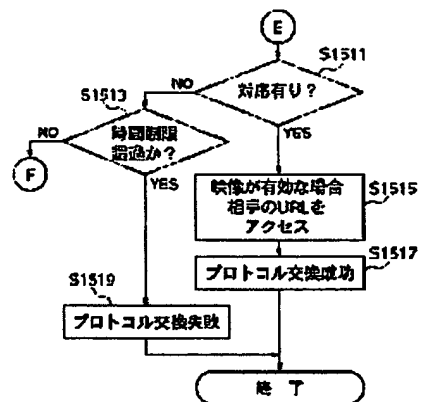 E
S1511
対応有り?
NO
YES
S1513
時間制限
超過か?
NO
F
YES
映像が有効な場合
相手のURLを
アクセス
S1515
プロトコル交換成功
S1517
S1519
プロトコル交換失敗
終 了